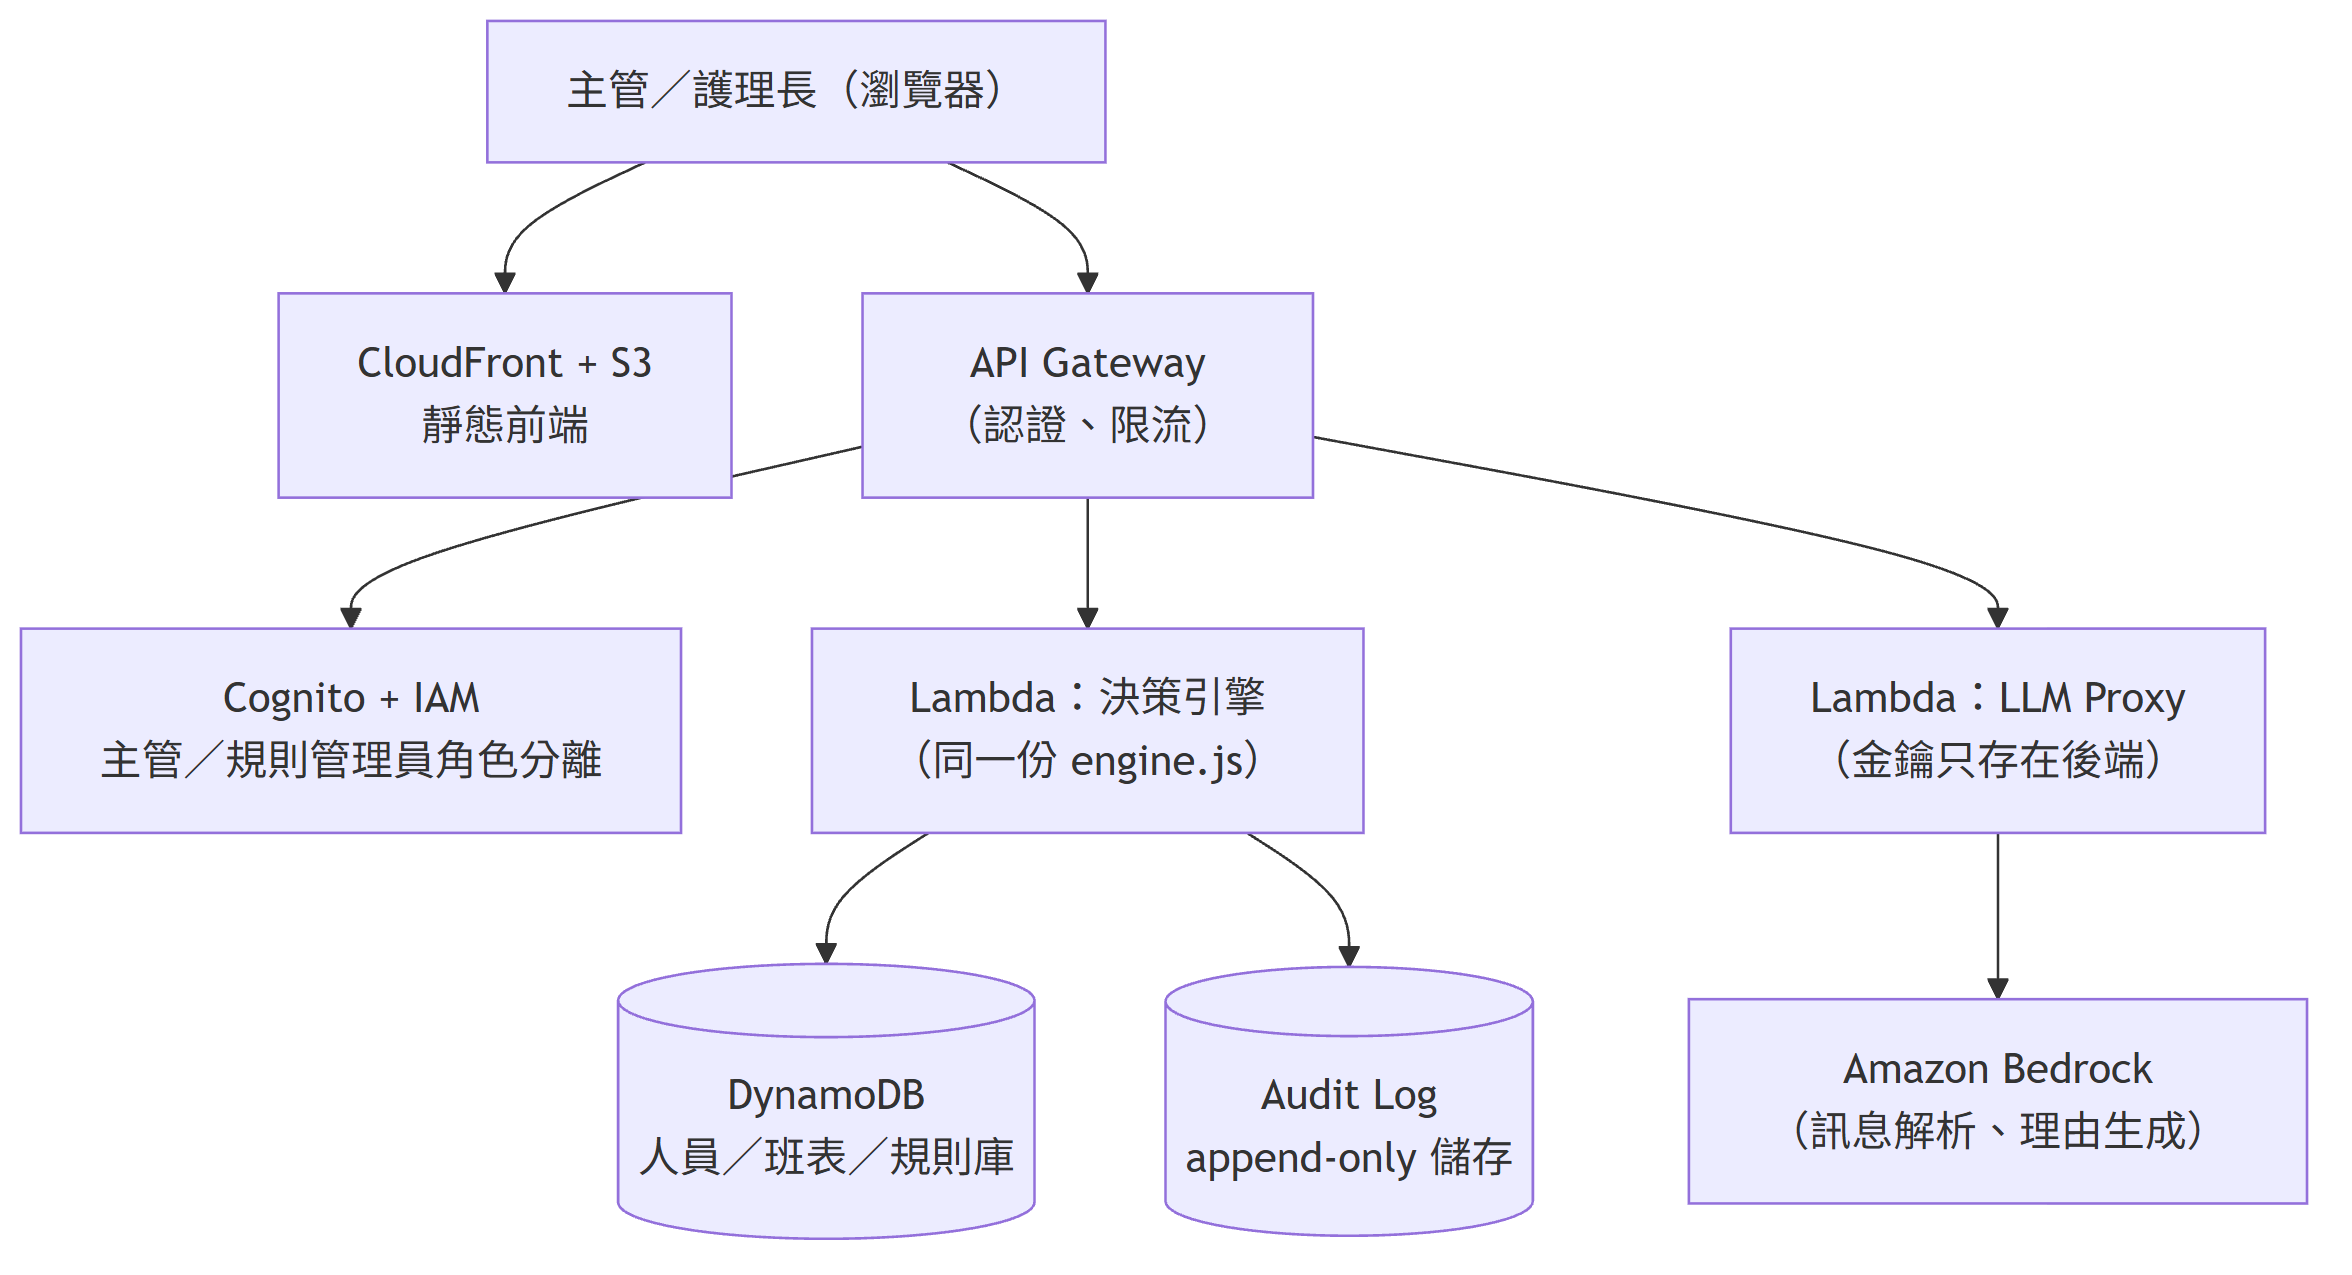 主管／護理長（瀏覽器）
CloudFront + S3
靜態前端
API Gateway
（認證、限流）
Cognito + IAM
主管／規則管理員角色分離
Lambda：決策引擎
（同一份 engine.js）
Lambda：LLM Proxy
（金鑰只存在後端）
DynamoDB
人員／班表／規則庫
Audit Log
append-only 儲存
Amazon Bedrock
（訊息解析、理由生成）